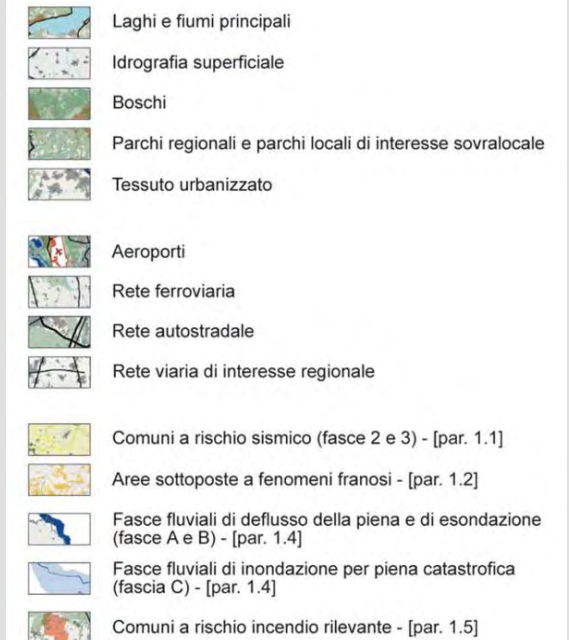 Laghi e fiumi principali
Idrografia superficiale
Boschi
Parchi regionali e parchi locali di interesse sovralocale
Tessuto urbanizzato
Aeroporti
Rete ferroviaria
Rete autostradale
Rete viaria di interesse regionale
Comuni a rischio sismico (fasce 2 e 3) - [par. 1.1]
Aree sottoposte a fenomeni franosi - [par. 1.2]
Fasce fluviali di deflusso della piena e di esondazione
(fasce A e B) - [par. 1.4]
Fasce fluviali di inondazione per piena catastrofica
(fascia C) - [par. 1.4]
Comuni a rischio incendio rilevante - [par. 1.5]